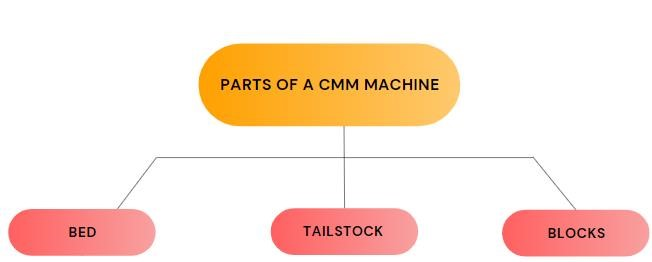 PARTS OF A CMM MACHINE
BED
TAILSTOCK
BLOCKS